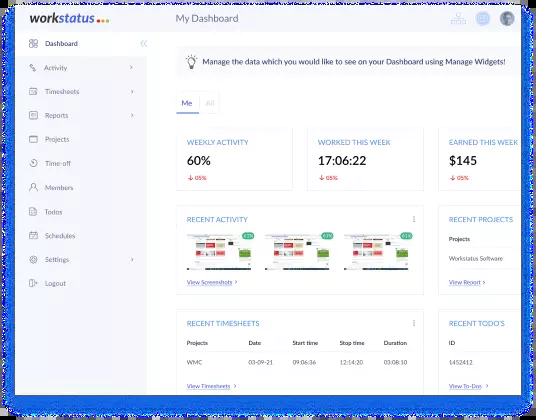 workstatus
My Dashboard
Dashboard
Activity
Timesheets
Reports
Projects
Time-off
Members
Todos
Schedules
Settings
Logout
Manage the data which you would like to see on your Dashboard using Manage Widgets!
Me All
WEEKLY ACTIVITY
60%
05%
WORKED THIS WEEK
17:06:22
05%
EARNED THIS WEEK
$145
05%
RECENT ACTIVITY
View Screenshots
RECENT PROJECTS
Projects
Workstatus Software
View Report
RECENT TIMESHEETS
Projects Date Start time Stop time Duration
WMC 03-09-21 09:06:36 12:14:20 03:08:10
View Timesheets
RECENT TODO'S
ID
1452412
View To-Dos